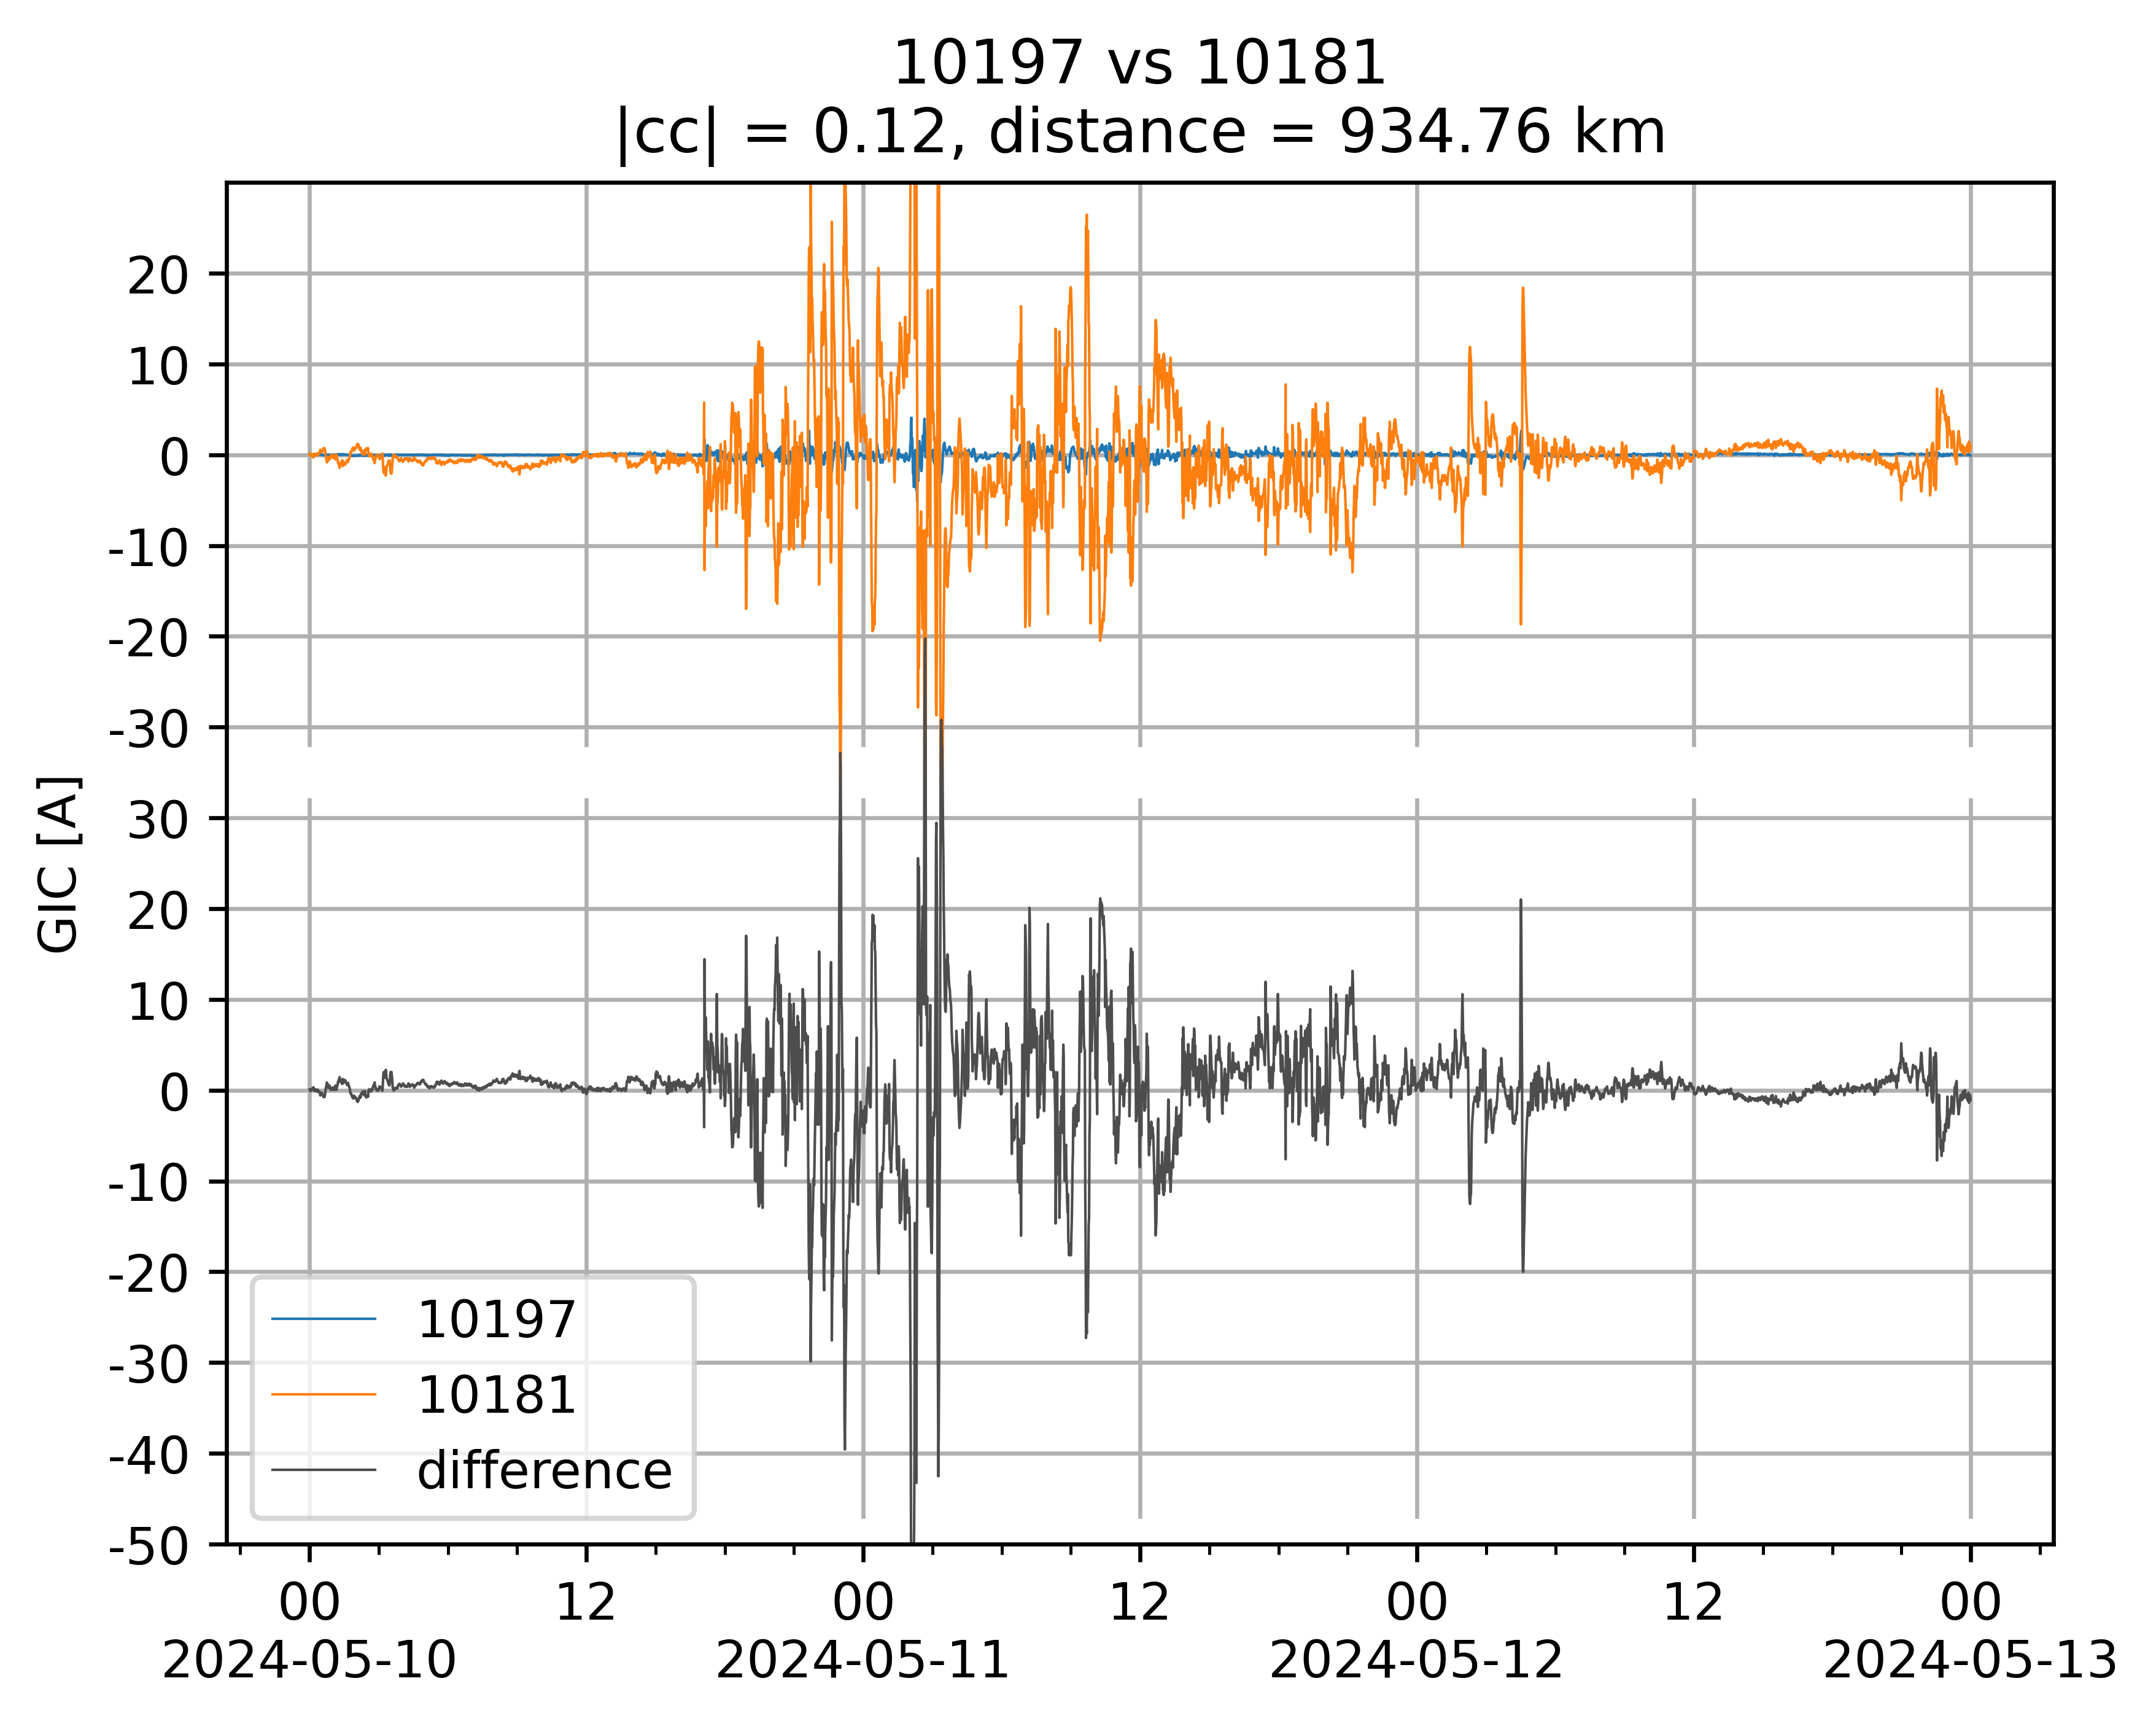 10197 vs 10181
|cc| = 0.12, distance = 934.76 km
GIC [A]
20
10
0
-10
-20
-30
30
20
10
0
-10
-20
-30
-40
-50
10197
10181
difference
00 12 00 12 00 12 00
2024-05-10 2024-05-11 2024-05-12 2024-05-13